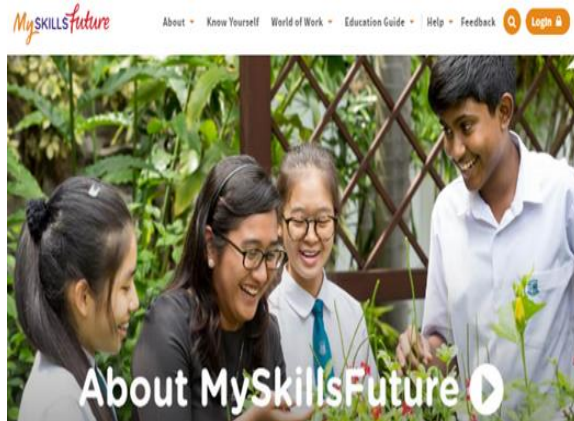 MySKILLSFuture
About Know Yourself World of Work Education Guide Help Feedback Login
About MySkillsFuture